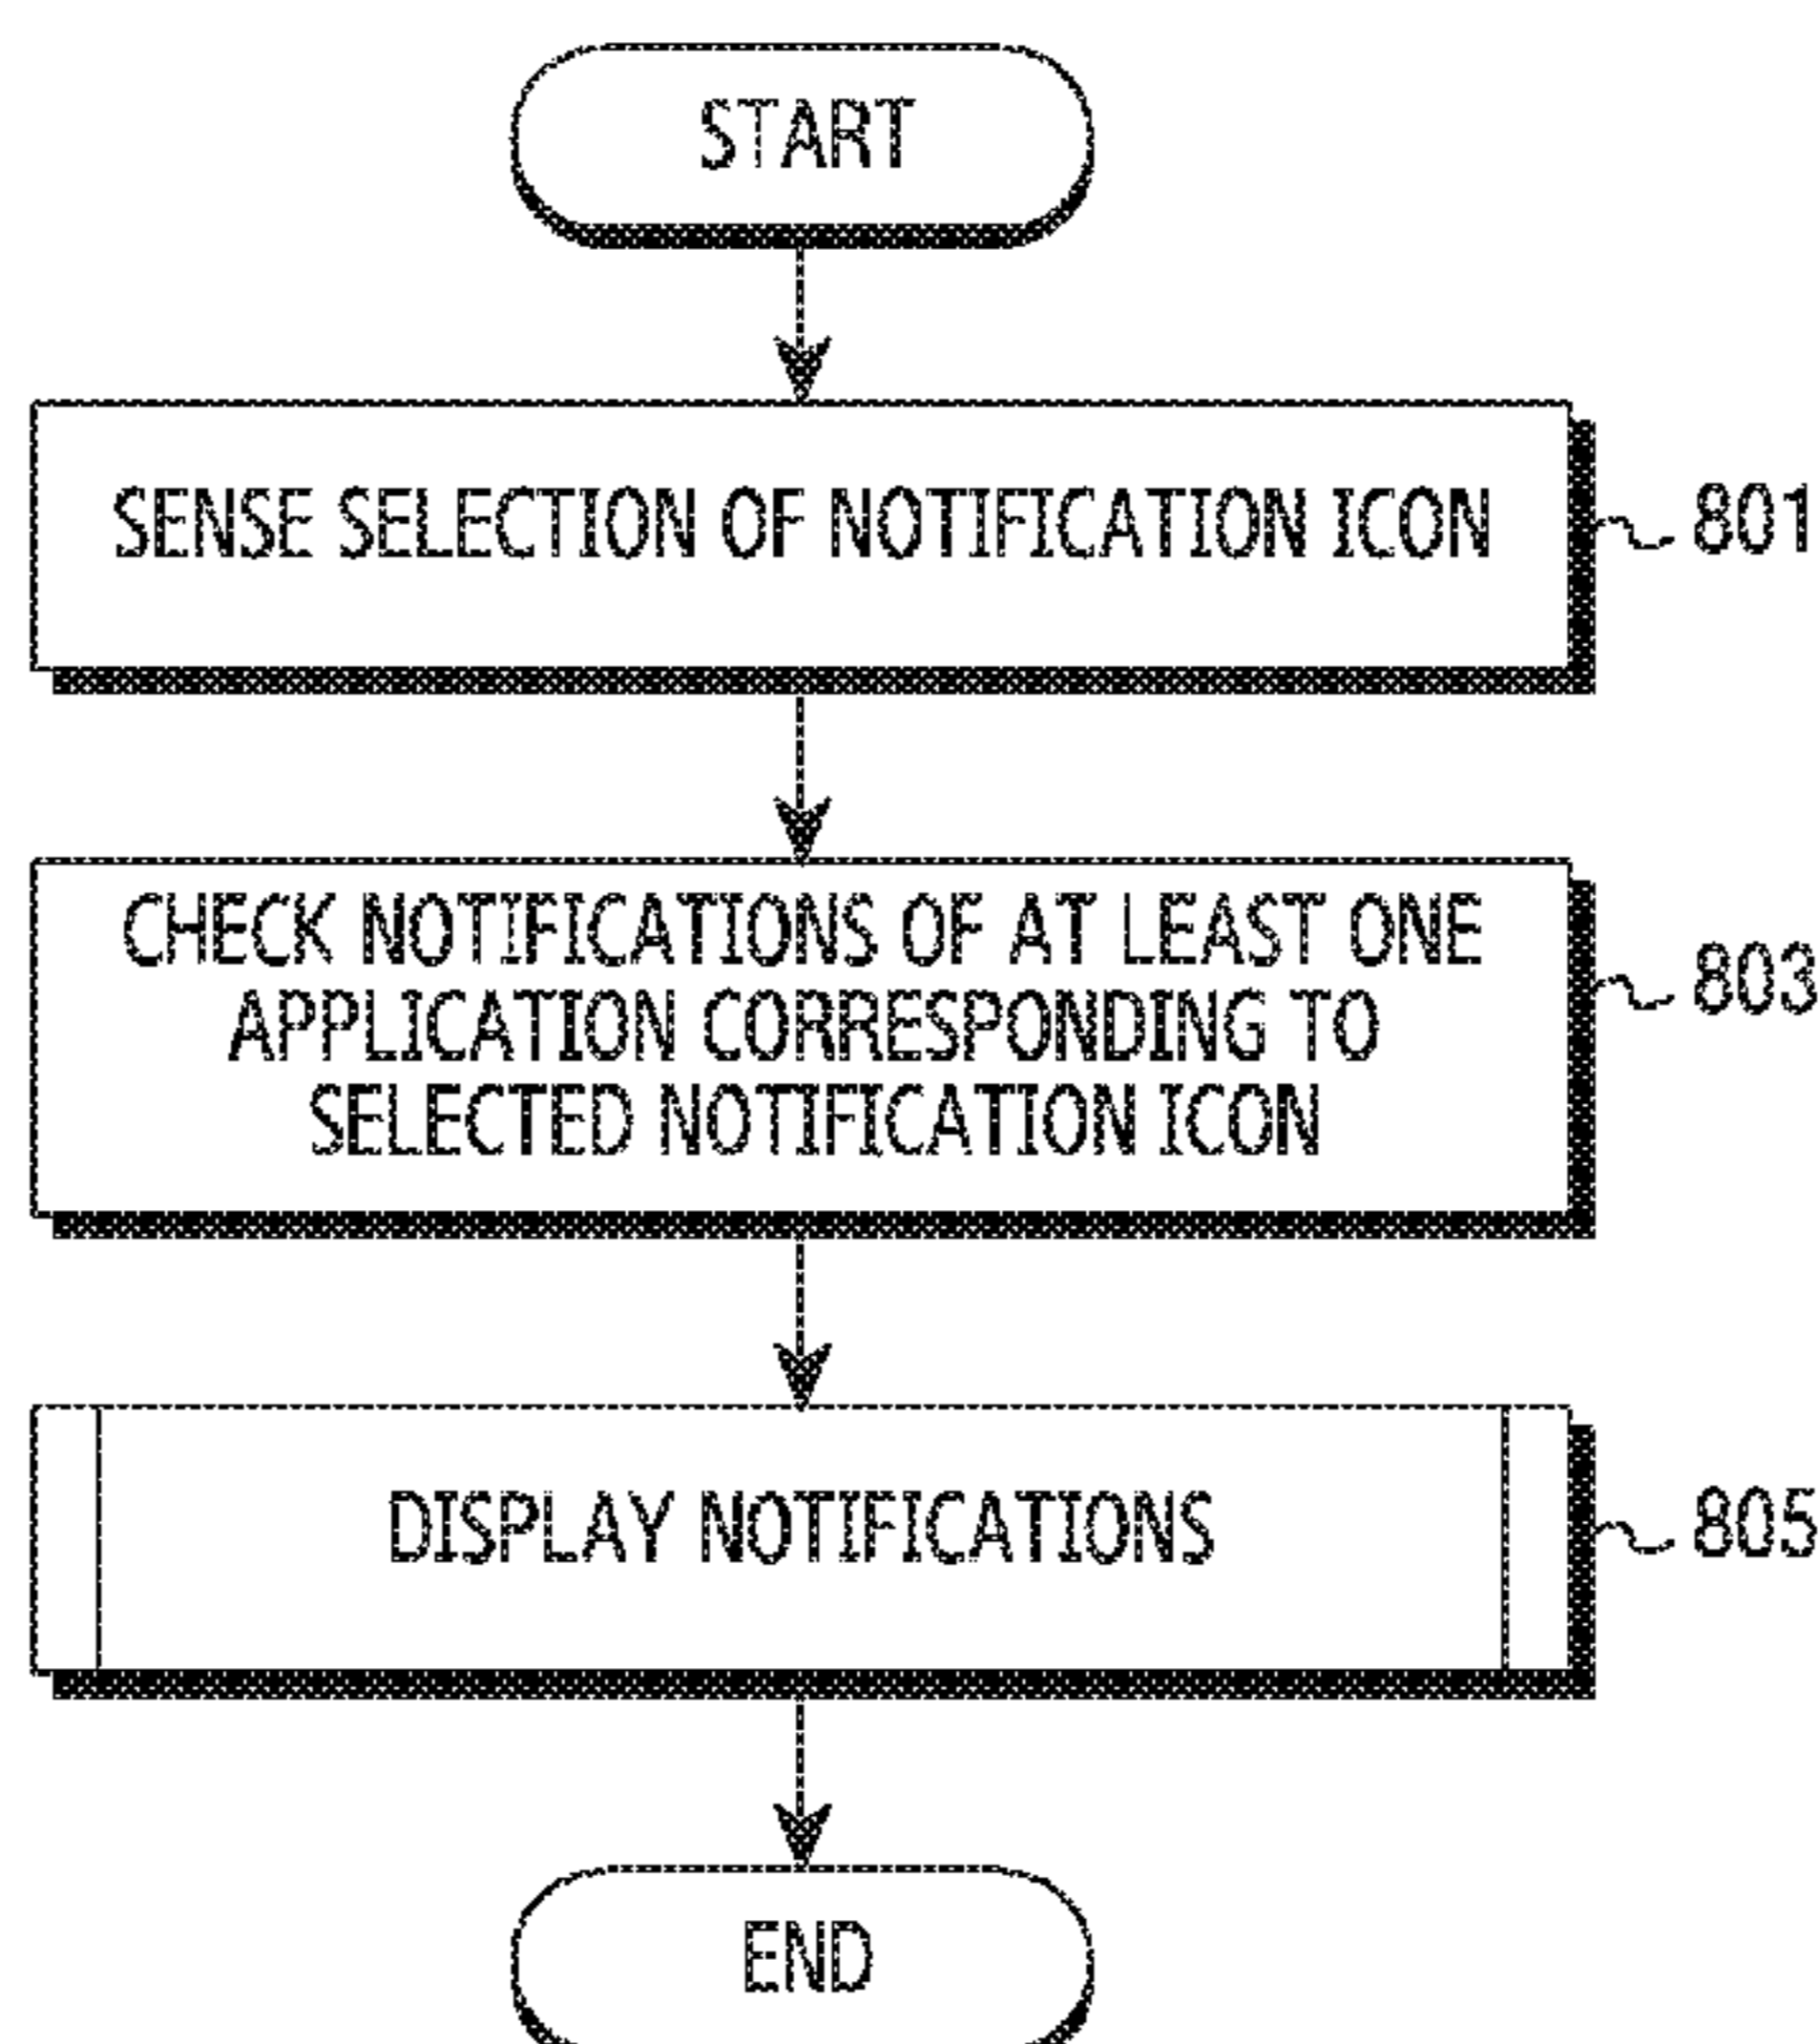 START
SENSE SELECTION OF NOTIFICATION ICON
801
CHECK NOTIFICATIONS OF AT LEAST ONE
APPLICATION CORRESPONDING TO
SELECTED NOTIFICATION ICON
803
DISPLAY NOTIFICATIONS
805
END